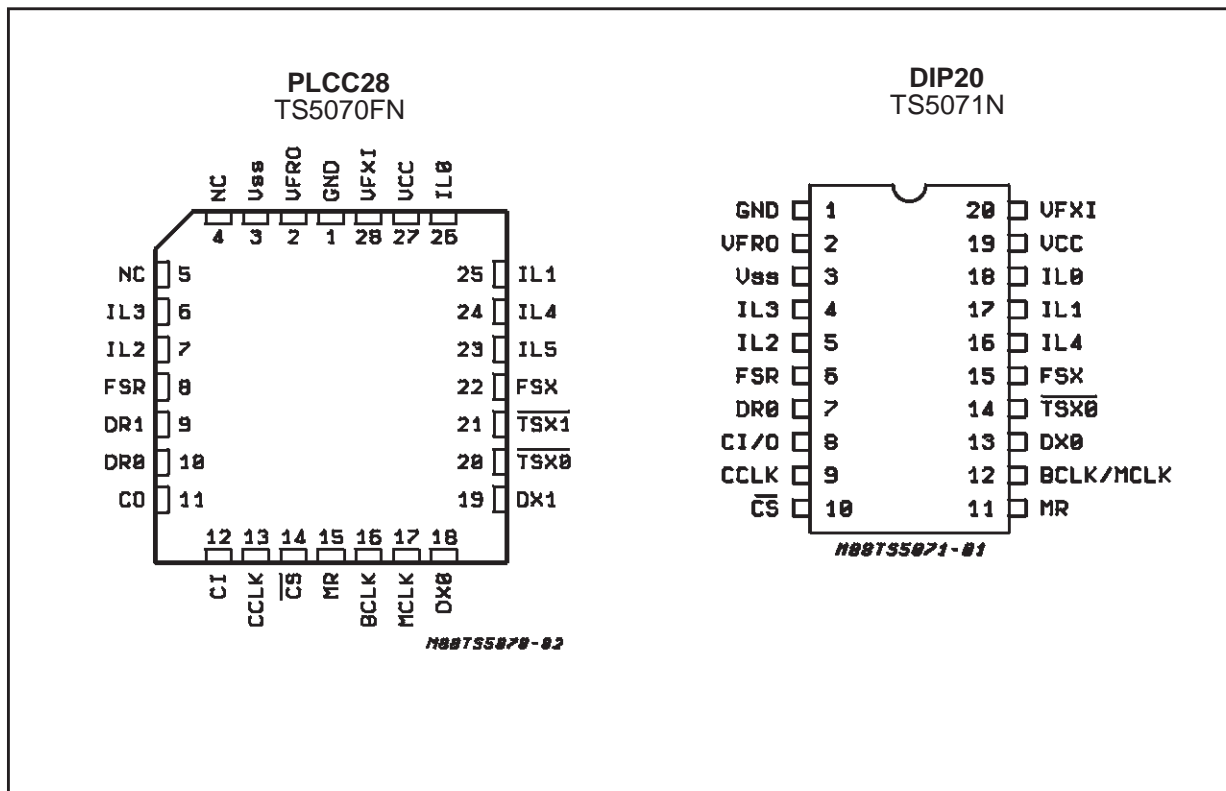 PLCC28
TS5070FN
NC Vss VFRO GND VFXI VCC IL0
4 3 2 1 28 27 26
NC 5
IL3 6
IL2 7
FSR 8
DR1 9
DR0 10
CO 11
25 IL1
24 IL4
23 IL5
22 FSX
21 TSX1
20 TSX0
19 DX1
12 13 14 15 16 17 18
CI CCLK CS MR BCLK MCLK DX0
M88TS5070-02
DIP20
TS5071N
GND 1 20 VFXI
VFRO 2 19 VCC
Vss 3 18 IL0
IL3 4 17 IL1
IL2 5 16 IL4
FSR 6 15 FSX
DR0 7 14 TSX0
CI/O 8 13 DX0
CCLK 9 12 BCLK/MCLK
CS 10 11 MR
M88TS5071-01